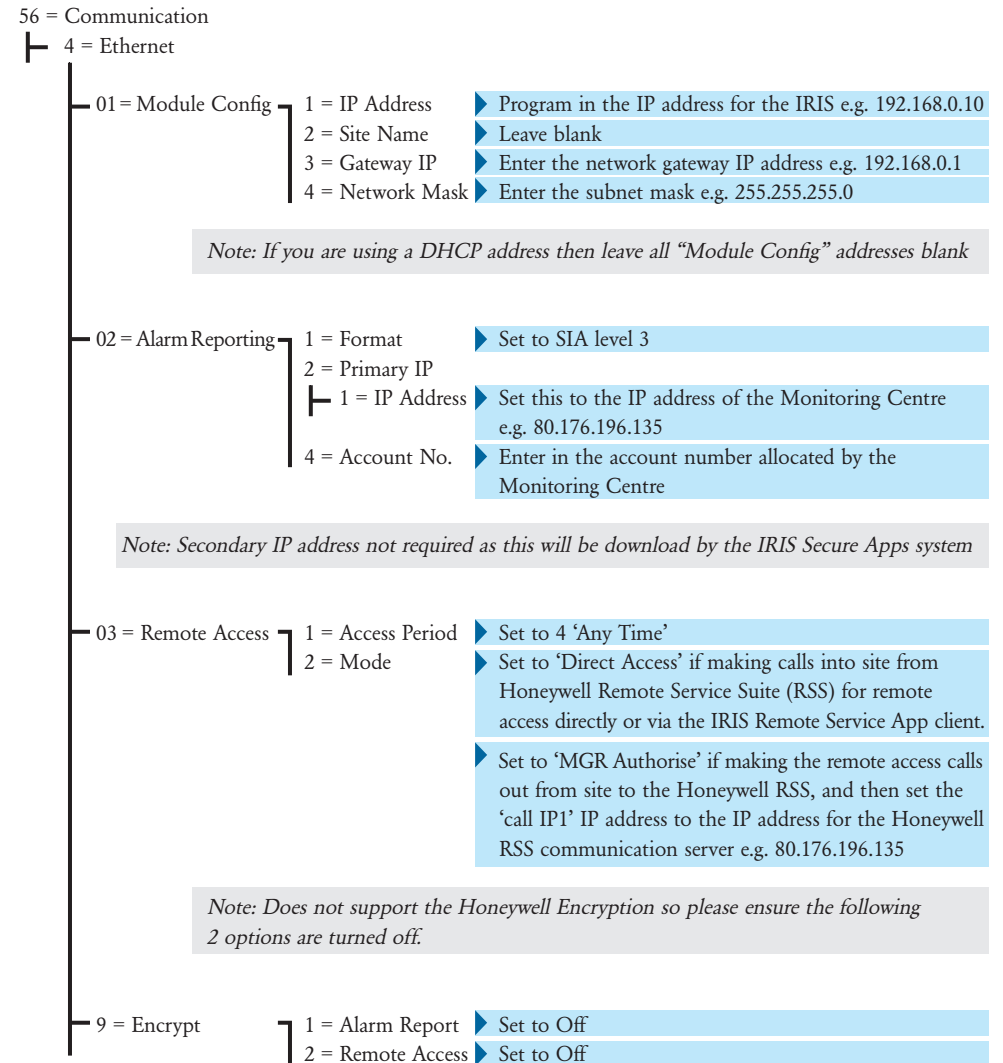 56 = Communication
4 = Ethernet
01 = Module Config
1 = IP Address
Program in the IP address for the IRIS e.g. 192.168.0.10
2 = Site Name
Leave blank
3 = Gateway IP
Enter the network gateway IP address e.g. 192.168.0.1
4 = Network Mask
Enter the subnet mask e.g. 255.255.255.0
Note: If you are using a DHCP address then leave all “Module Config” addresses blank
02 = Alarm Reporting
1 = Format
Set to SIA level 3
2 = Primary IP
1 = IP Address
Set this to the IP address of the Monitoring Centre
e.g. 80.176.196.135
4 = Account No.
Enter in the account number allocated by the
Monitoring Centre
Note: Secondary IP address not required as this will be download by the IRIS Secure Apps system
03 = Remote Access
1 = Access Period
Set to 4 ‘Any Time’
2 = Mode
Set to ‘Direct Access’ if making calls into site from
Honeywell Remote Service Suite (RSS) for remote
access directly or via the IRIS Remote Service App client.
Set to ‘MGR Authorise’ if making the remote access calls
out from site to the Honeywell RSS, and then set the
‘call IP1’ IP address to the IP address for the Honeywell
RSS communication server e.g. 80.176.196.135
Note: Does not support the Honeywell Encryption so please ensure the following
2 options are turned off.
9 = Encrypt
1 = Alarm Report
Set to Off
2 = Remote Access
Set to Off